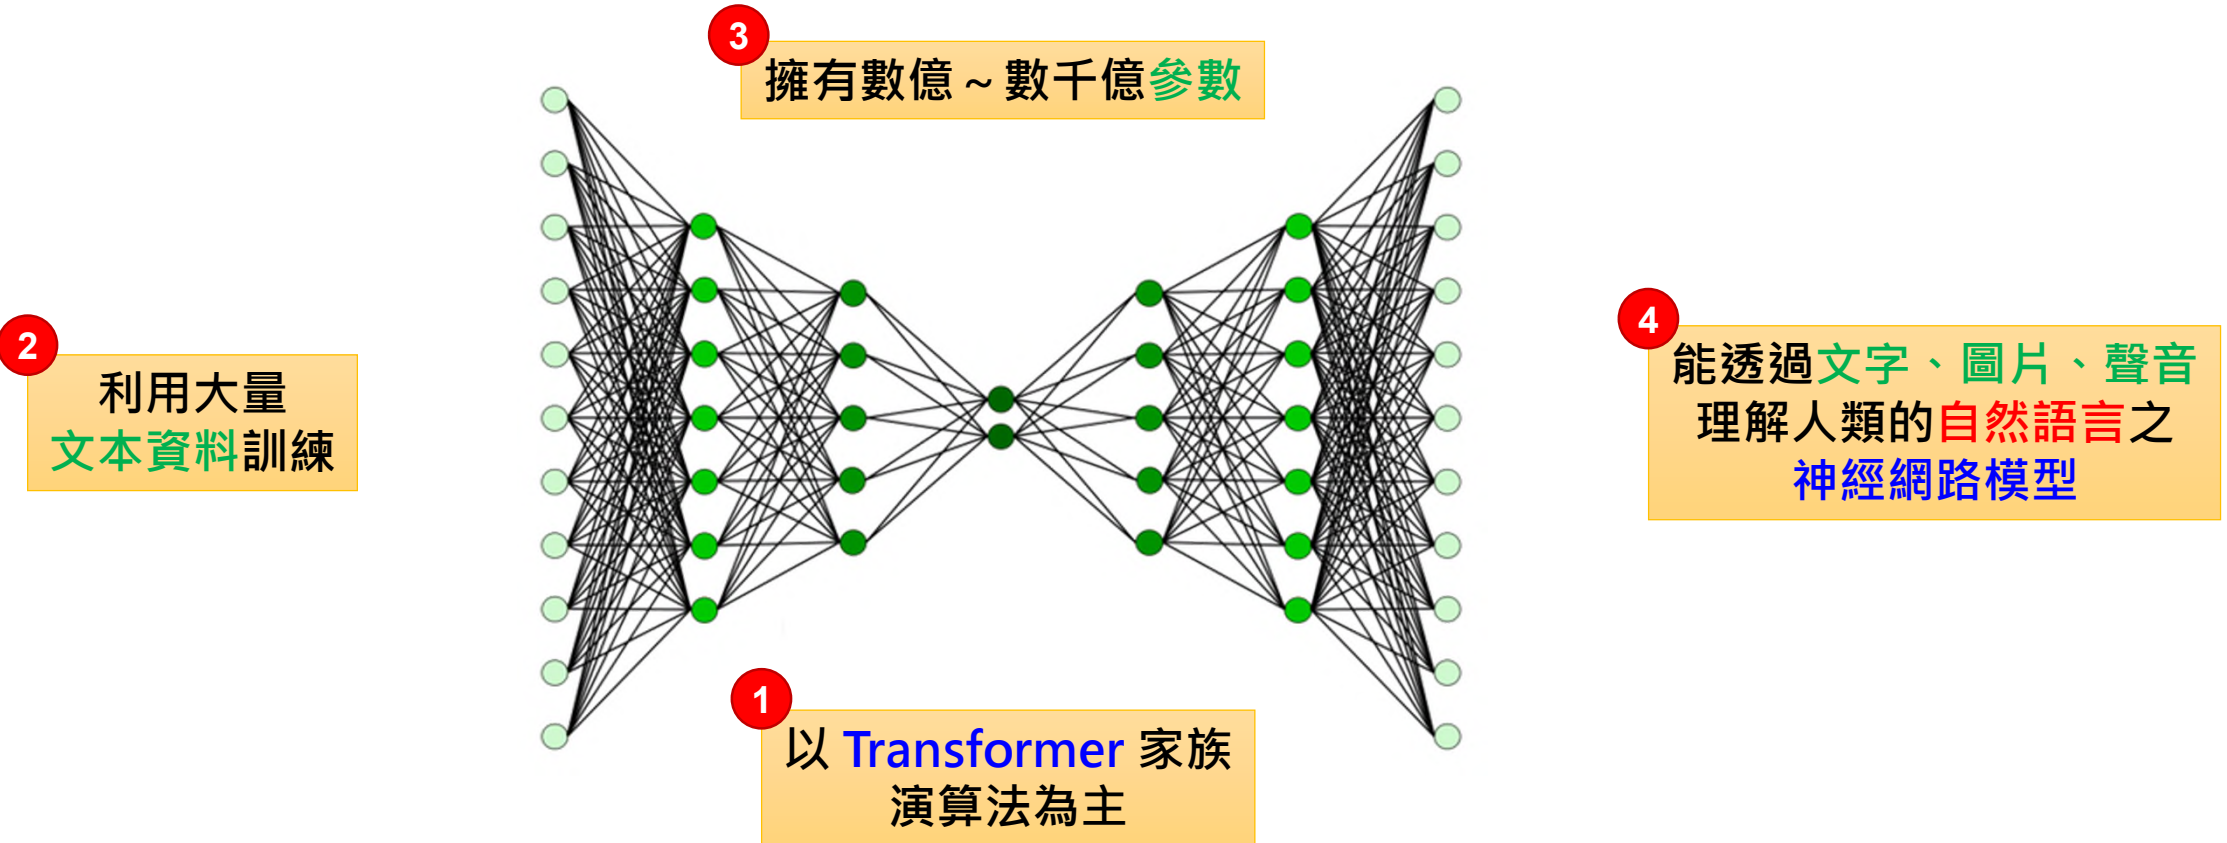 3
擁有數億~數千億參數
2
利用大量
文本資料訓練
4
能透過文字、圖片、聲音
理解人類的自然語言之
神經網路模型
1
以 Transformer 家族
演算法為主